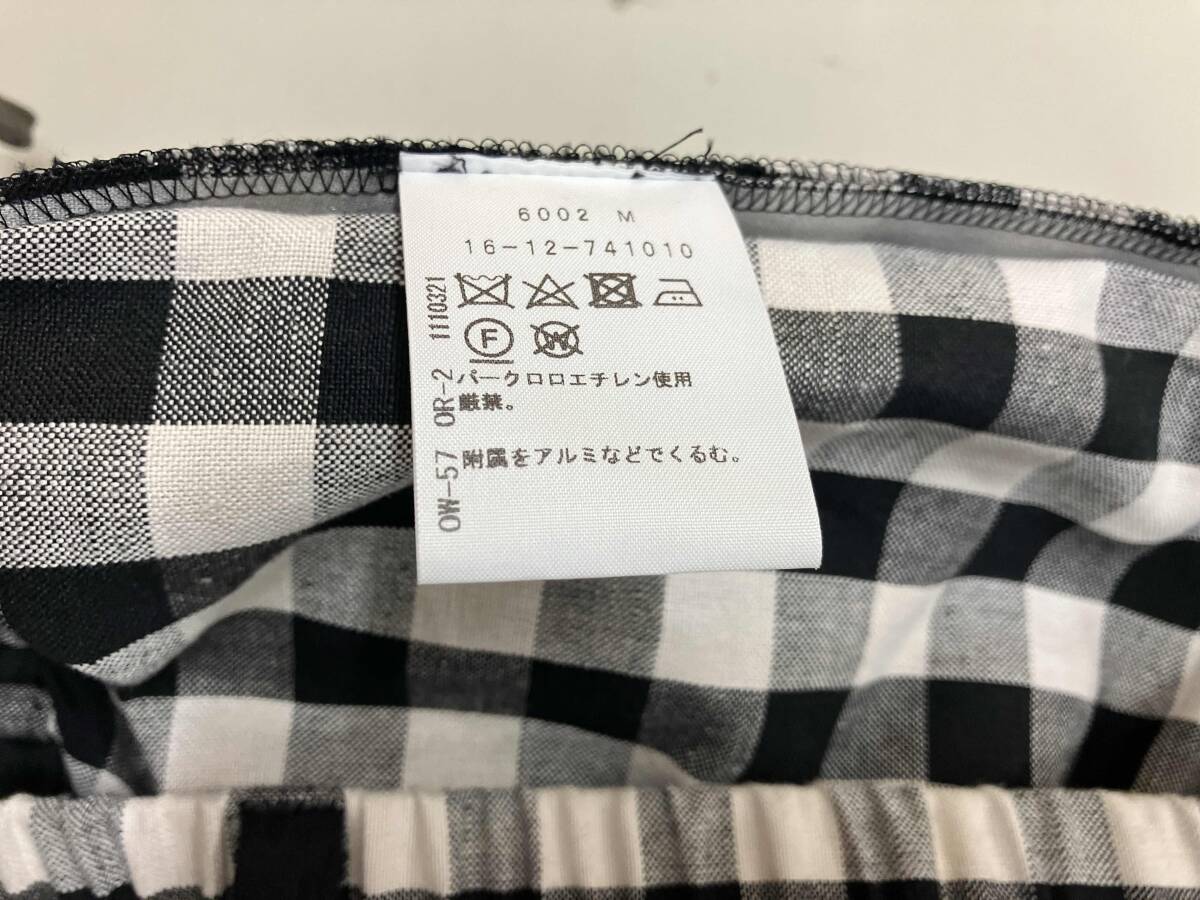 6002 M
16-12-741010
F
W
パークロロエチレン使用
厳禁。
附属をアルミなどでくるむ。
OW-57 OR-2 1110321